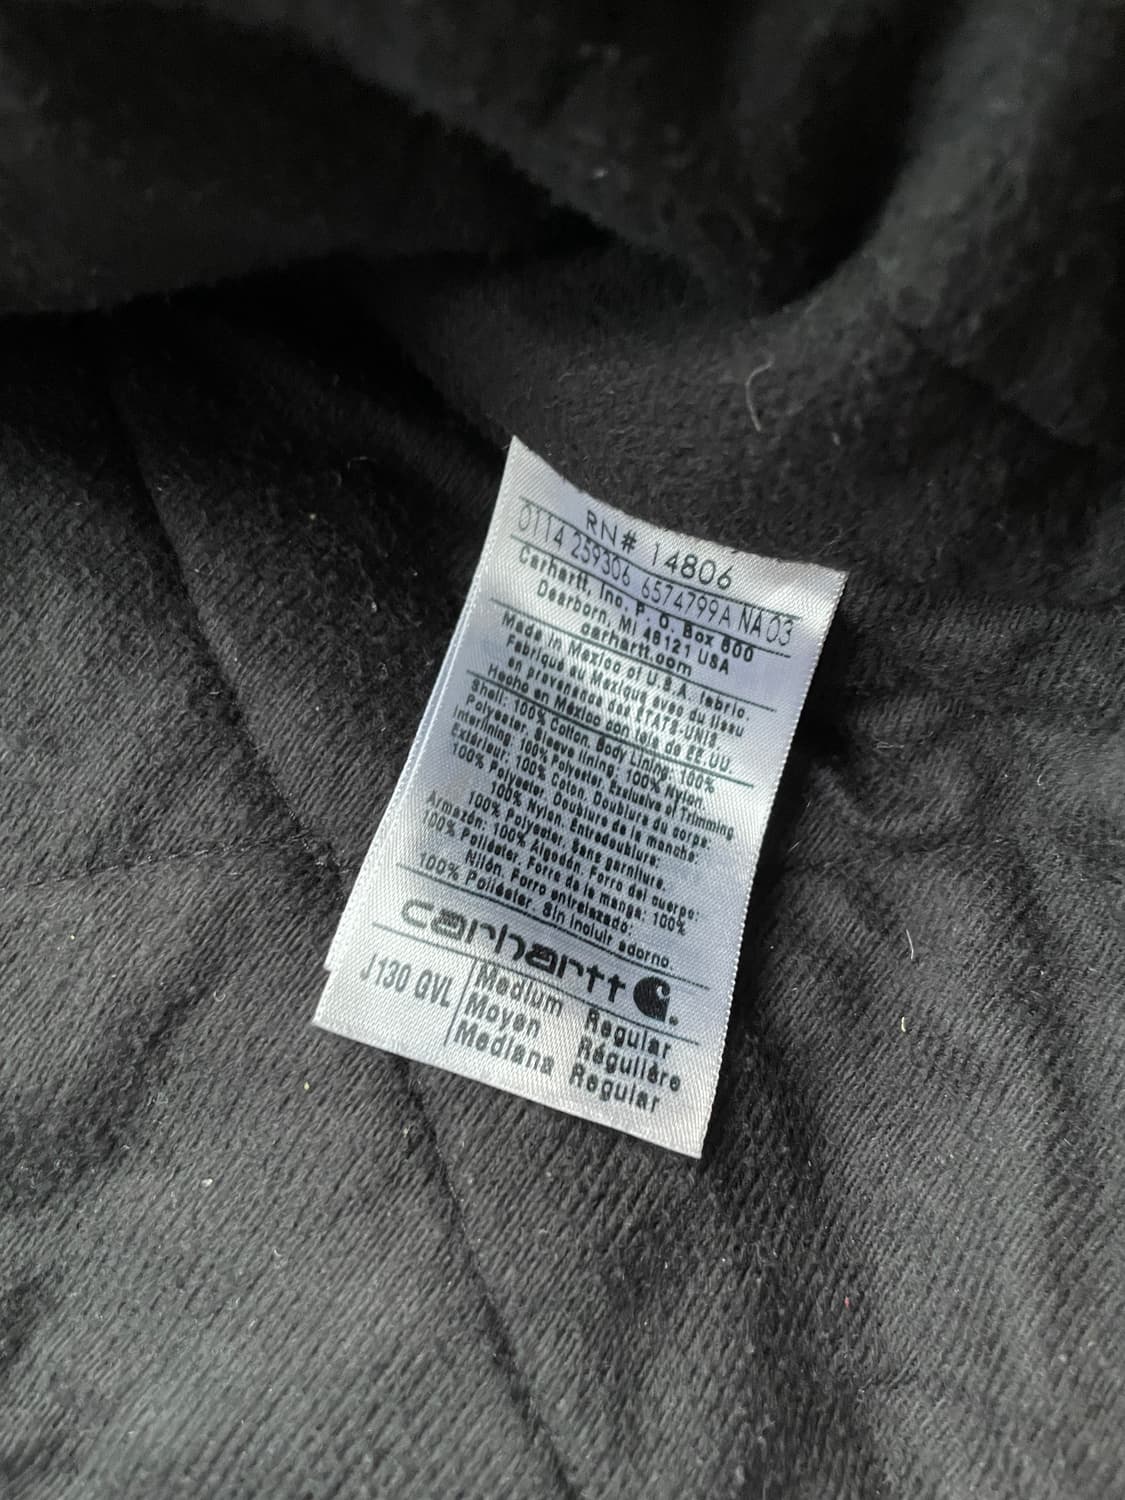 RN# 14806
0114 259306 6574799A NA03
Carhartt, Inc. P. O. Box 600
Dearborn, MI 48121 USA
carhartt.com
Made in Mexico of U.S.A. fabric.
Fabriqué au Mexique avec du tissu
en provenance des ÉTATS-UNIS.
Hecho en México con tela de EE.UU.
Shell: 100% Cotton. Body Lining: 100%
Polyester, Sleeve lining: 100% Nylon.
Interlining: 100% Polyester, Exclusive of Trimming
Extérieur: 100% Coton. Doublure du corps:
100% Polyester, Doublure de la manche:
100% Nylon. Entredoublure:
100% Polyester, Sans garniture.
Armazón: 100% Algodón. Forro del cuerpo:
100% Poliéster. Forro de la manga: 100%
Nilón. Forro entrelazado:
100% Poliéster. Sin incluir adorno.
carhartt
J130 GVL Medium Regular
Moyen Régulière
Mediana Regular